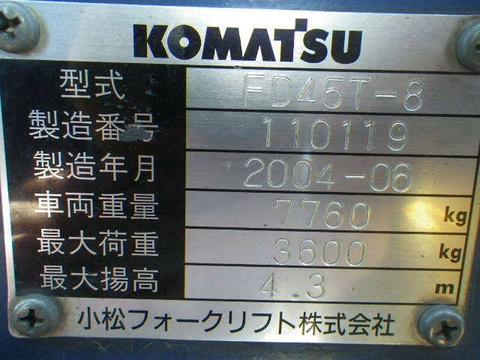 KOMATSU
型式 FD45T-8
製造番号 110119
製造年月 2004-06
車両重量 7760 kg
最大荷重 3600 kg
最大揚高 4.3 m
小松フォークリフト株式会社